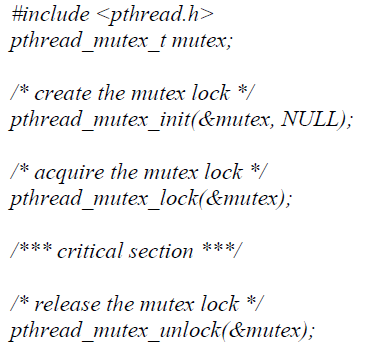 #include <pthread.h>
pthread_mutex_t mutex;
/* create the mutex lock */
pthread_mutex_init(&mutex, NULL);
/* acquire the mutex lock */
pthread_mutex_lock(&mutex);
/*** critical section ***/
/* release the mutex lock */
pthread_mutex_unlock(&mutex);